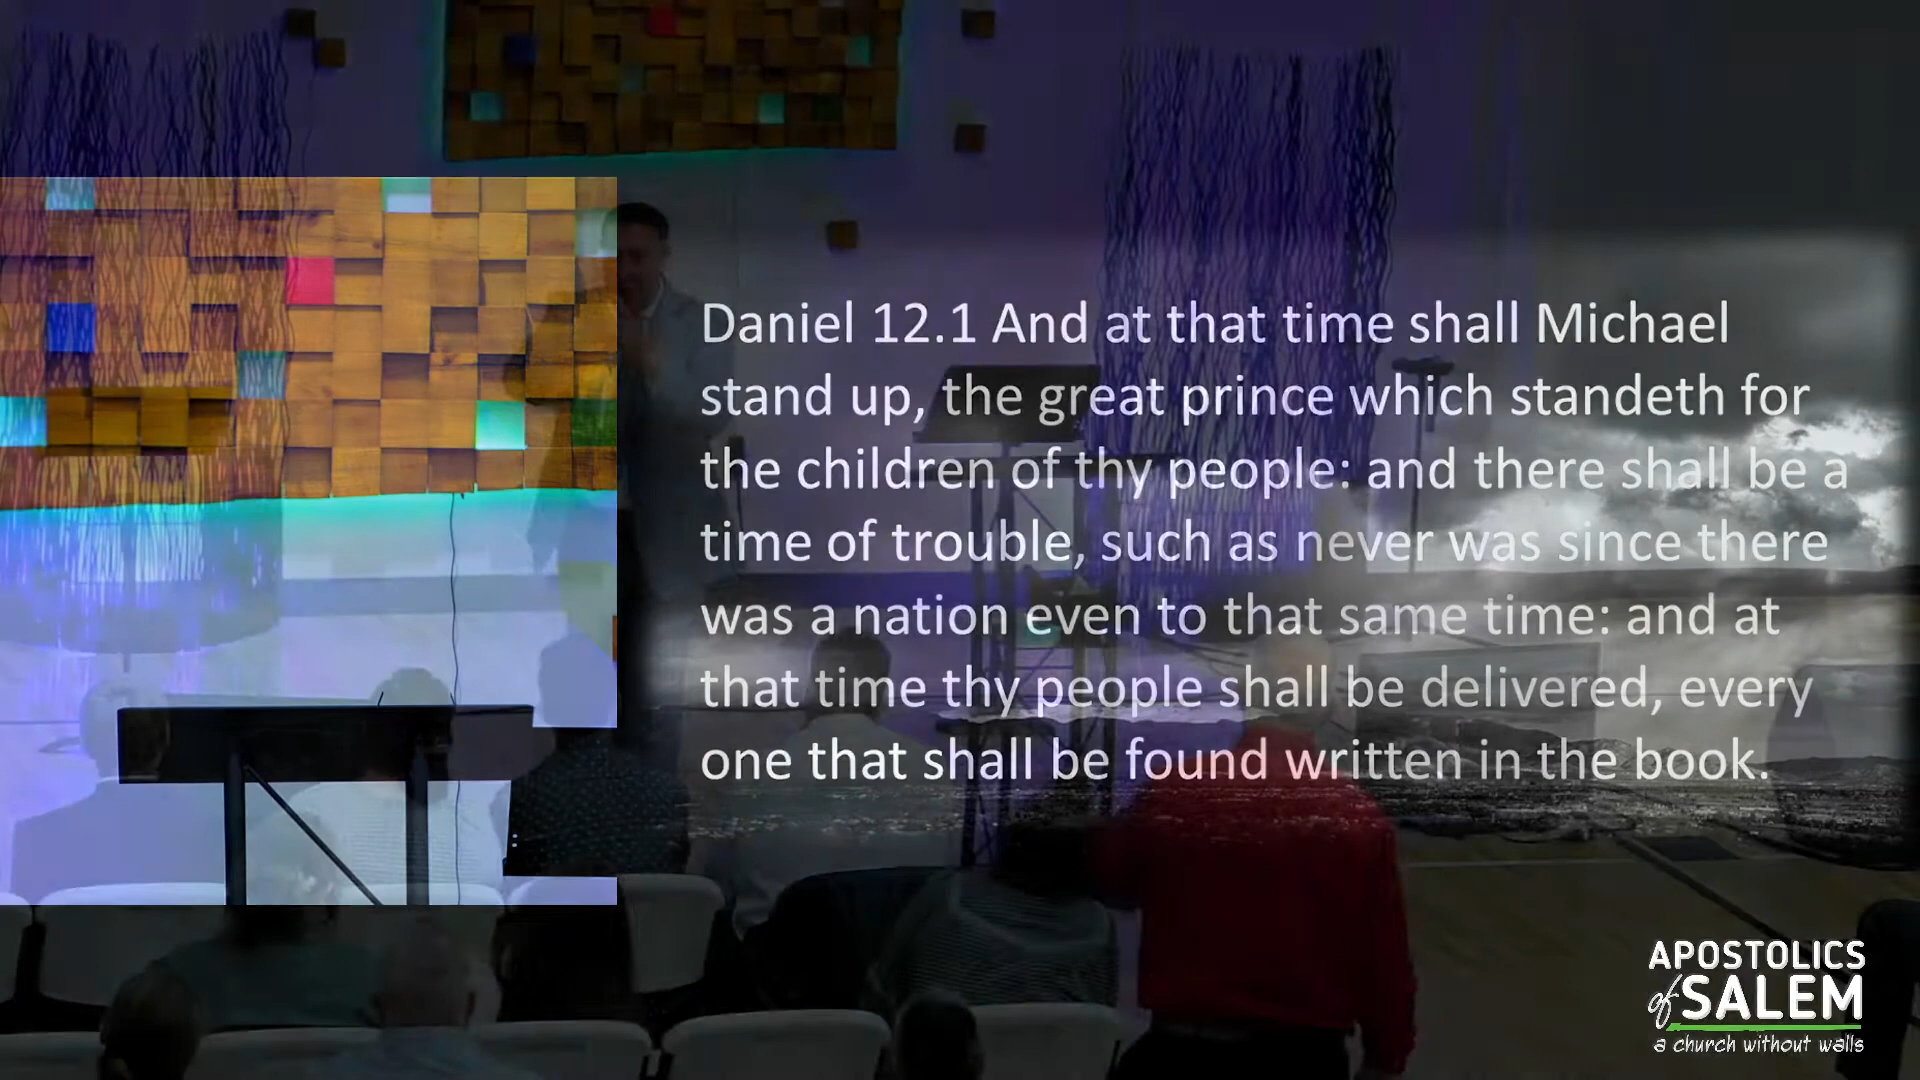 Daniel 12.1 And at that time shall Michael
stand up, the great prince which standeth for
the children of thy people: and there shall be a
time of trouble, such as never was since there
was a nation even to that same time: and at
that time thy people shall be delivered, every
one that shall be found written in the book.
APOSTOLICS
of SALEM
a church without walls